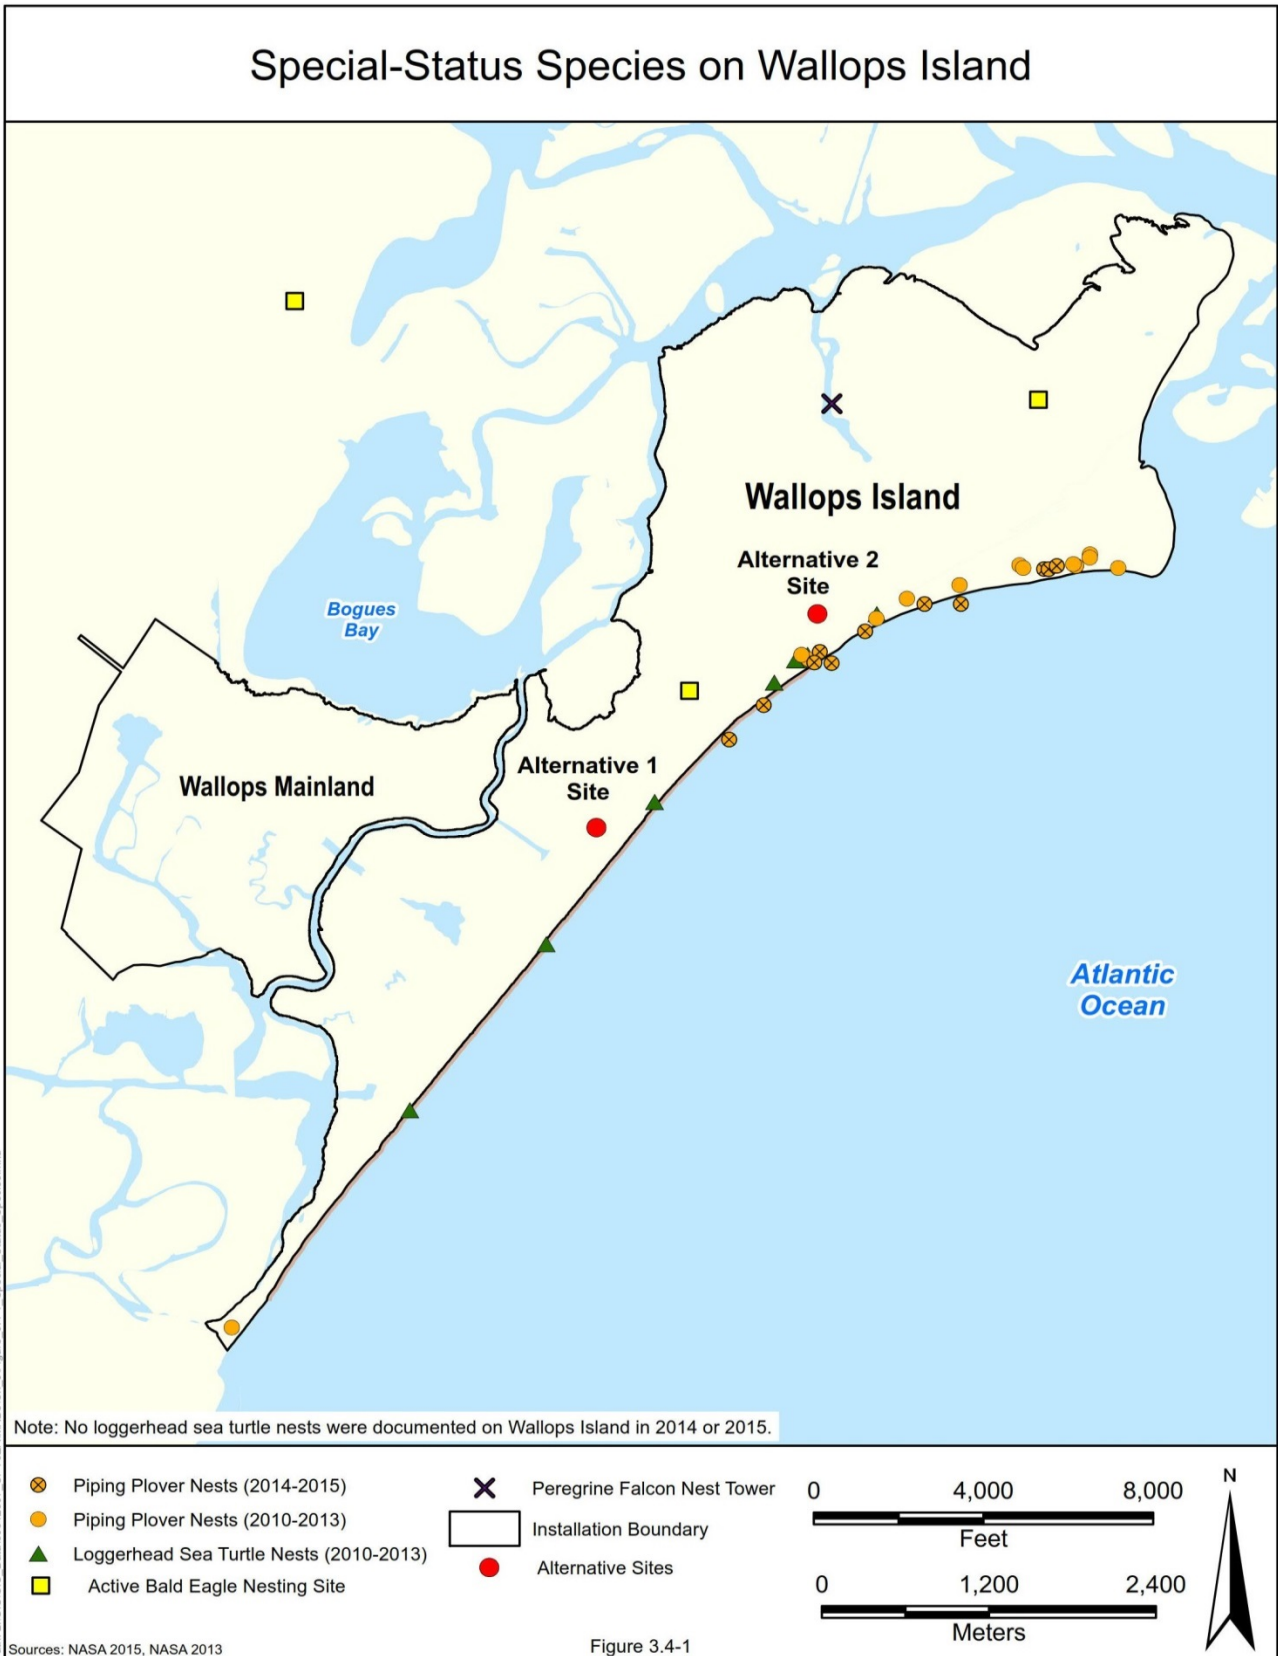 Special-Status Species on Wallops Island
Wallops Island
Alternative 2
Site
Bogues
Bay
Alternative 1
Site
Wallops Mainland
Atlantic
Ocean
Note: No loggerhead sea turtle nests were documented on Wallops Island in 2014 or 2015.
Piping Plover Nests (2014-2015)
Piping Plover Nests (2010-2013)
Loggerhead Sea Turtle Nests (2010-2013)
Active Bald Eagle Nesting Site
Peregrine Falcon Nest Tower
Installation Boundary
Alternative Sites
0 4,000 8,000
Feet
0 1,200 2,400
Meters
N
Sources: NASA 2015, NASA 2013
Figure 3.4-1